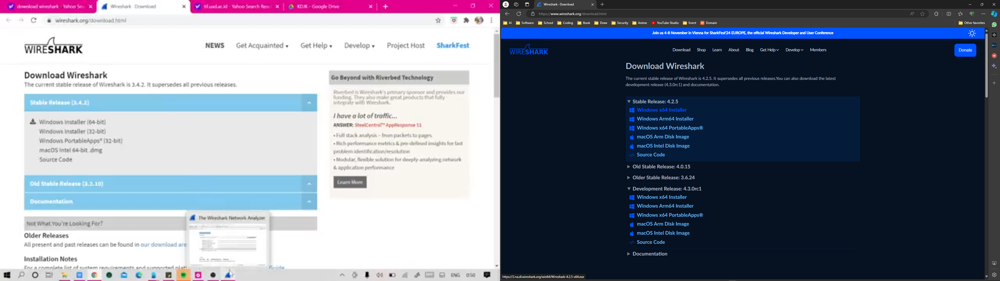 download wireshark - Yahoo Sea
Wireshark · Download
tif.uad.ac.id - Yahoo Search Resu
KDJK - Google Drive
wireshark.org/download.html
WIRESHARK
NEWS
Get Acquainted
Get Help
Develop
Project Host
SharkFest
Download Wireshark
The current stable release of Wireshark is 3.4.2. It supersedes all previous releases.
Stable Release (3.4.2)
Windows Installer (64-bit)
Windows Installer (32-bit)
Windows PortableApps® (32-bit)
macOS Intel 64-bit .dmg
Source Code
Old Stable Release (3.2.10)
Documentation
Go Beyond with Riverbed Technology
Riverbed is Wireshark's primary sponsor and provides our
funding. They also make great products that fully
integrate with Wireshark.
I have a lot of traffic...
ANSWER: SteelCentral™ AppResponse 11
• Full stack analysis – from packets to pages
• Rich performance metrics & pre-defined insights for fast
problem identification/resolution
• Modular, flexible solution for deeply-analyzing network
& application performance
Learn More
Not What You're Looking For?
Older Releases
All present and past releases can be found in our download are
Installation Notes
For a complete list of system requirements and supported plat
Guide
The Wireshark Network Analyzer
ENG
0:50
Wireshark · Download
https://www.wireshark.org/download.html
AI
Software
School
Coding
Book
Draw
Security
Anime
YouTube Studio
Event
Domain
Other favorites
Join us 4-8 November in Vienna for SharkFest'24 EUROPE, the official Wireshark Developer and User Conference
WIRESHARK
Download
Shop
Learn
About
Blog
Get Help
Develop
Members
Donate
Download Wireshark
The current stable release of Wireshark is 4.2.5. It supersedes all previous releases.You can also download the latest
development release (4.3.0rc1) and documentation.
Stable Release: 4.2.5
Windows x64 Installer
Windows Arm64 Installer
Windows x64 PortableApps®
macOS Arm Disk Image
macOS Intel Disk Image
Source Code
Old Stable Release: 4.0.15
Older Stable Release: 3.6.24
Development Release: 4.3.0rc1
Windows x64 Installer
Windows Arm64 Installer
Windows x64 PortableApps®
macOS Arm Disk Image
macOS Intel Disk Image
Source Code
Documentation
https://2.na.dl.wireshark.org/win64/Wireshark-4.2.5-x64.exe